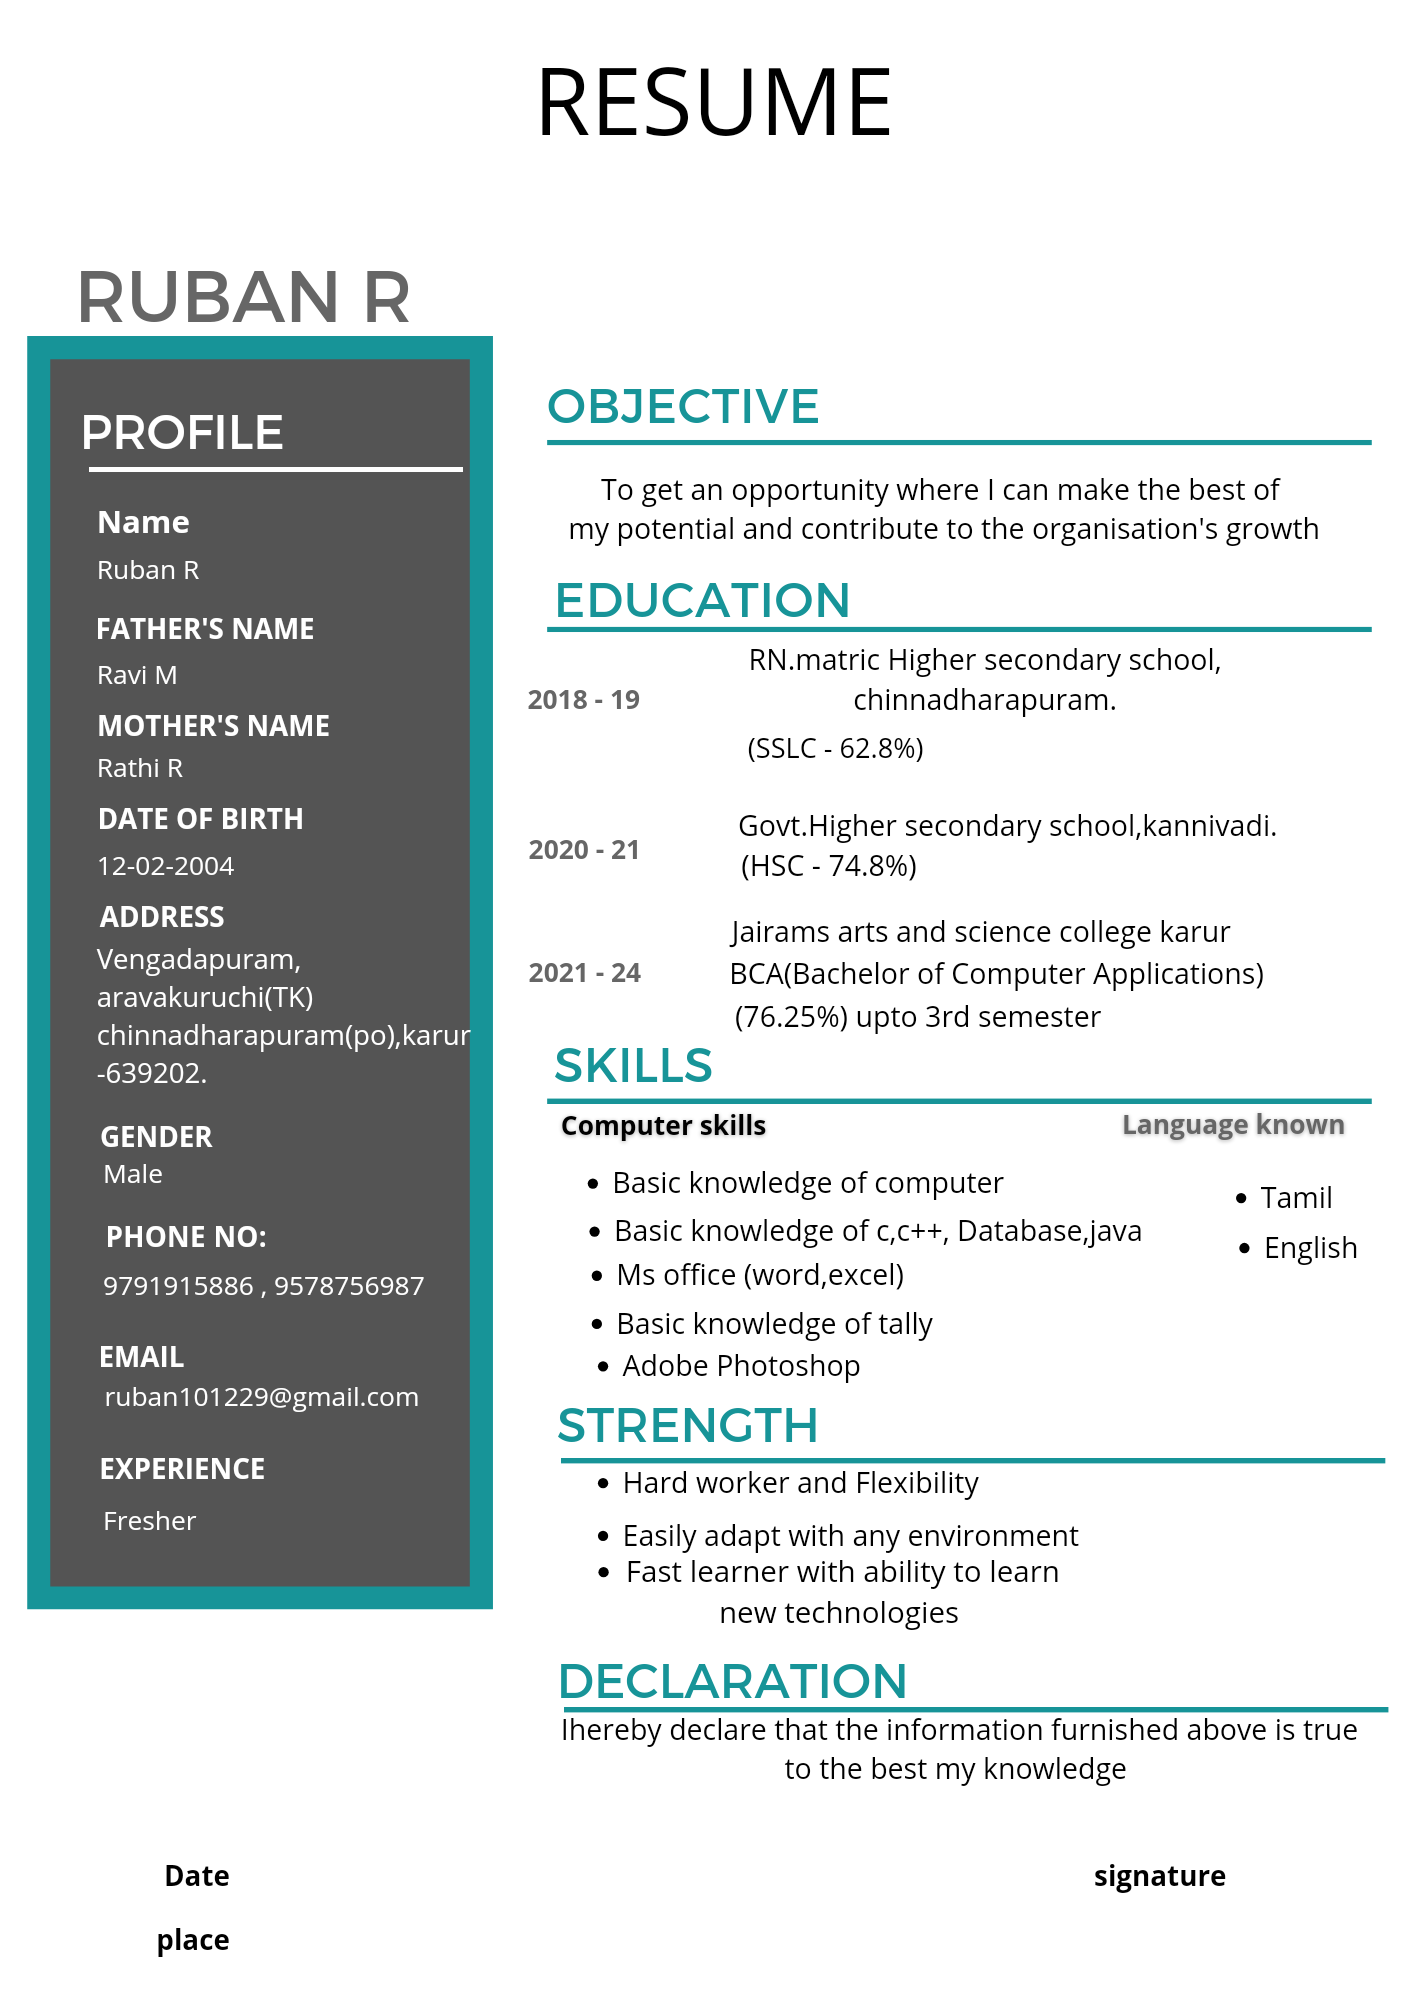 RESUME
RUBAN R
PROFILE
Name
Ruban R
FATHER'S NAME
Ravi M
MOTHER'S NAME
Rathi R
DATE OF BIRTH
12-02-2004
ADDRESS
Vengadapuram,
aravakuruchi(TK)
chinnadharapuram(po),karur
-639202.
GENDER
Male
PHONE NO:
9791915886 , 9578756987
EMAIL
ruban101229@gmail.com
EXPERIENCE
Fresher
OBJECTIVE
To get an opportunity where I can make the best of
my potential and contribute to the organisation's growth
EDUCATION
2018 - 19
RN.matric Higher secondary school,
chinnadharapuram.
(SSLC - 62.8%)
2020 - 21
Govt.Higher secondary school,kannivadi.
(HSC - 74.8%)
2021 - 24
Jairams arts and science college karur
BCA(Bachelor of Computer Applications)
(76.25%) upto 3rd semester
SKILLS
Computer skills
• Basic knowledge of computer
• Basic knowledge of c,c++, Database,java
• Ms office (word,excel)
• Basic knowledge of tally
• Adobe Photoshop
Language known
• Tamil
• English
STRENGTH
• Hard worker and Flexibility
• Easily adapt with any environment
• Fast learner with ability to learn
new technologies
DECLARATION
Ihereby declare that the information furnished above is true
to the best my knowledge
Date
signature
place